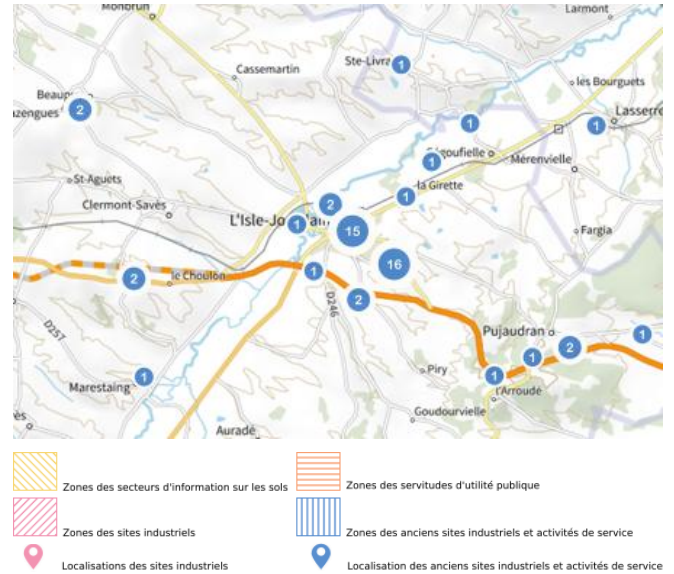 Monbrun
Larmont
Ste-Livra
1
Cassemartin
les Bourguets
Beaupuy
2
azengues
1
1
Lasserre
1
Ségoufielle
Mérenvielle
St-Aguets
la Girette
1
Clermont-Savès
2
L'Isle-Jourdain
1
15
Fargia
16
1
2
le Choulon
2
D246
D257
Pujaudran
1
2
1
Piry
1
1
Marestaing
l'Arroudé
Goudourvielle
ès
Auradé
Zones des secteurs d'information sur les sols
Zones des servitudes d'utilité publique
Zones des sites industriels
Zones des anciens sites industriels et activités de service
Localisations des sites industriels
Localisation des anciens sites industriels et activités de service